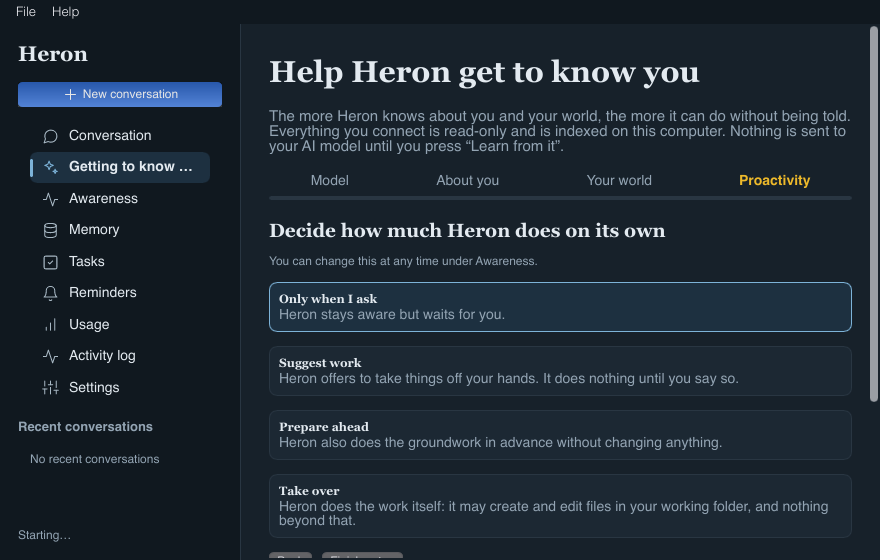 File Help
Heron
New conversation
Conversation
Getting to know ...
Awareness
Memory
Tasks
Reminders
Usage
Activity log
Settings
Recent conversations
No recent conversations
Starting...
Help Heron get to know you
The more Heron knows about you and your world, the more it can do without being told.
Everything you connect is read-only and is indexed on this computer. Nothing is sent to
your AI model until you press “Learn from it”.
Model About you Your world Proactivity
Decide how much Heron does on its own
You can change this at any time under Awareness.
Only when I ask
Heron stays aware but waits for you.
Suggest work
Heron offers to take things off your hands. It does nothing until you say so.
Prepare ahead
Heron also does the groundwork in advance without changing anything.
Take over
Heron does the work itself: it may create and edit files in your working folder, and nothing
beyond that.